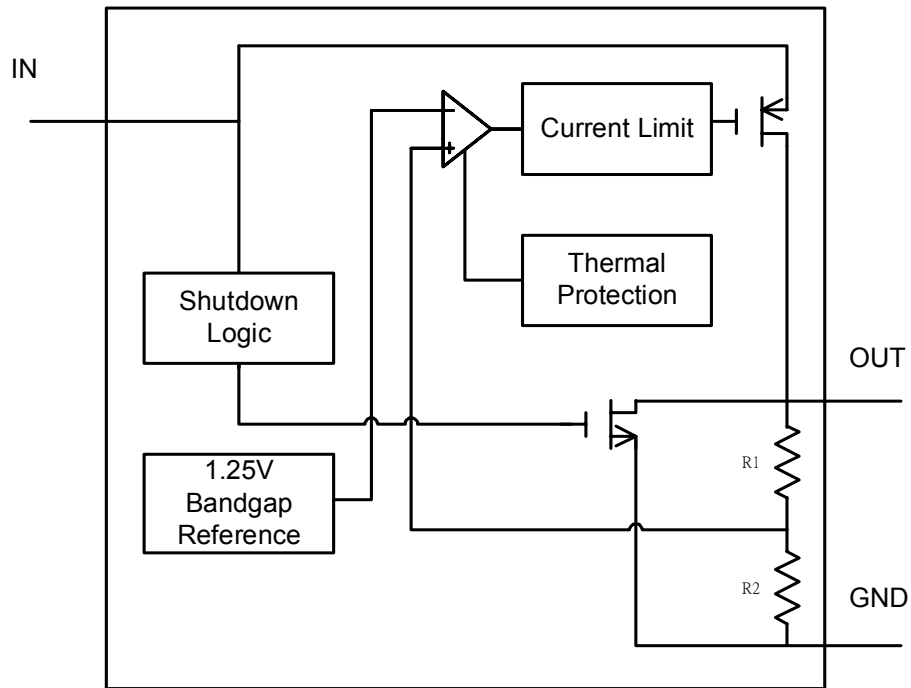 IN
Current Limit
Thermal
Protection
Shutdown
Logic
OUT
1.25V
Bandgap
Reference
R1
R2
GND